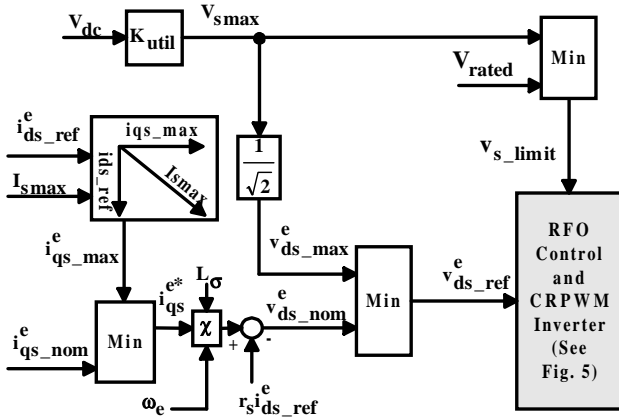 V_dc
K_util
V_smax
V_rated
Min
v_s_limit
i^e_ds_ref
I_smax
iqs_max
ids_ref
Ismax
1
√2
i^e_qs_max
v^e_ds_max
Min
v^e_ds_ref
RFO
Control
and
CRPWM
Inverter
(See
Fig. 5)
i^e_qs_nom
Min
i^e*_qs
L_σ
χ
+
-
v^e_ds_nom
ω_e
r_s i^e_ds_ref